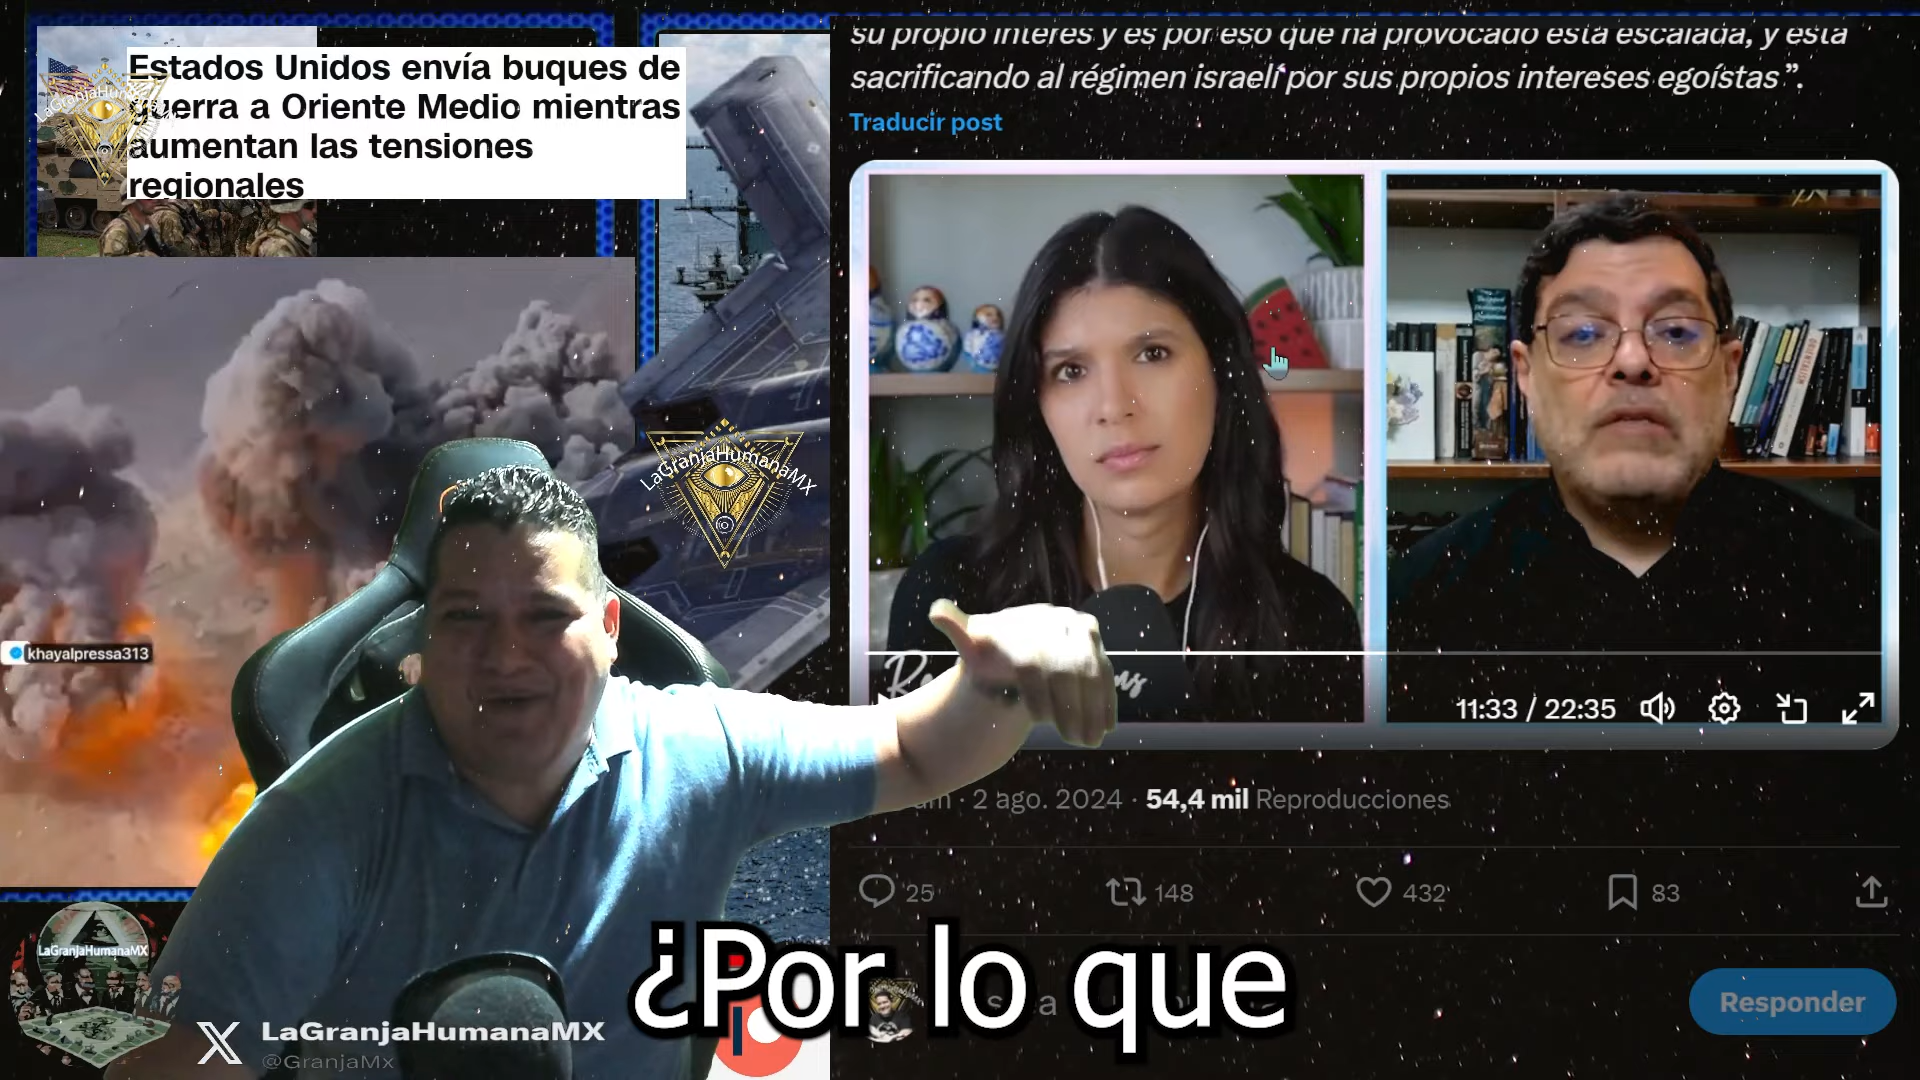 Estados Unidos envía buques de
guerra a Oriente Medio mientras
aumentan las tensiones
regionales
LaGranjaHumanaMX
su propio interés y es por eso que ha provocado esta escalada, y está
sacrificando al régimen israelí por sus propios intereses egoístas”.
Traducir post
11:33 / 22:35
khayalpressa313
2 ago. 2024 · 54,4 mil Reproducciones
25
148
432
83
¿Por lo que
Responder
LaGranjaHumanaMX
LaGranjaHumanaMX
@GranjaMx